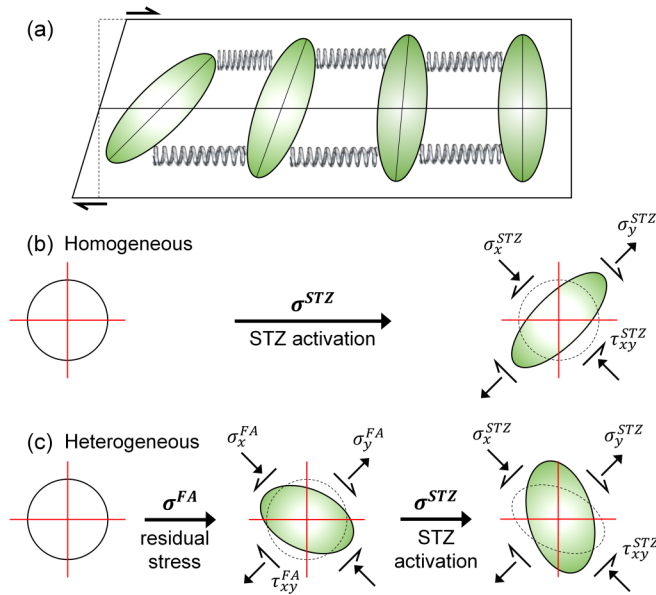 (a)
(b) Homogeneous
σ^STZ
STZ activation
σ_x^STZ
σ_y^STZ
τ_xy^STZ
(c) Heterogeneous
σ^FA
residual
stress
σ_x^FA
σ_y^FA
τ_xy^FA
σ^STZ
STZ
activation
σ_x^STZ
σ_y^STZ
τ_xy^STZ